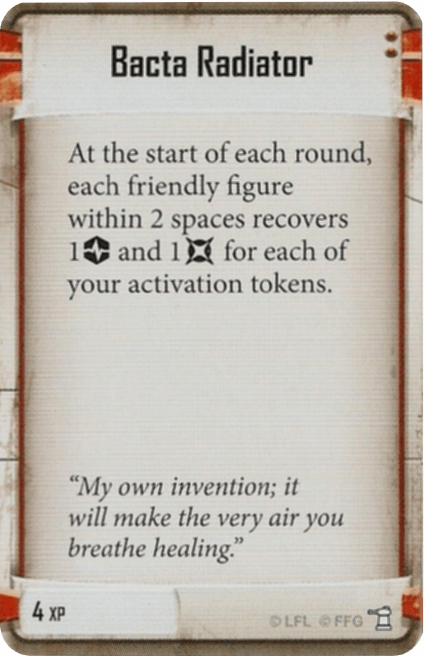 Bacta Radiator
At the start of each round,
each friendly figure
within 2 spaces recovers
1 and 1 for each of
your activation tokens.
“My own invention; it
will make the very air you
breathe healing.”
4 XP
©LFL ©FFG